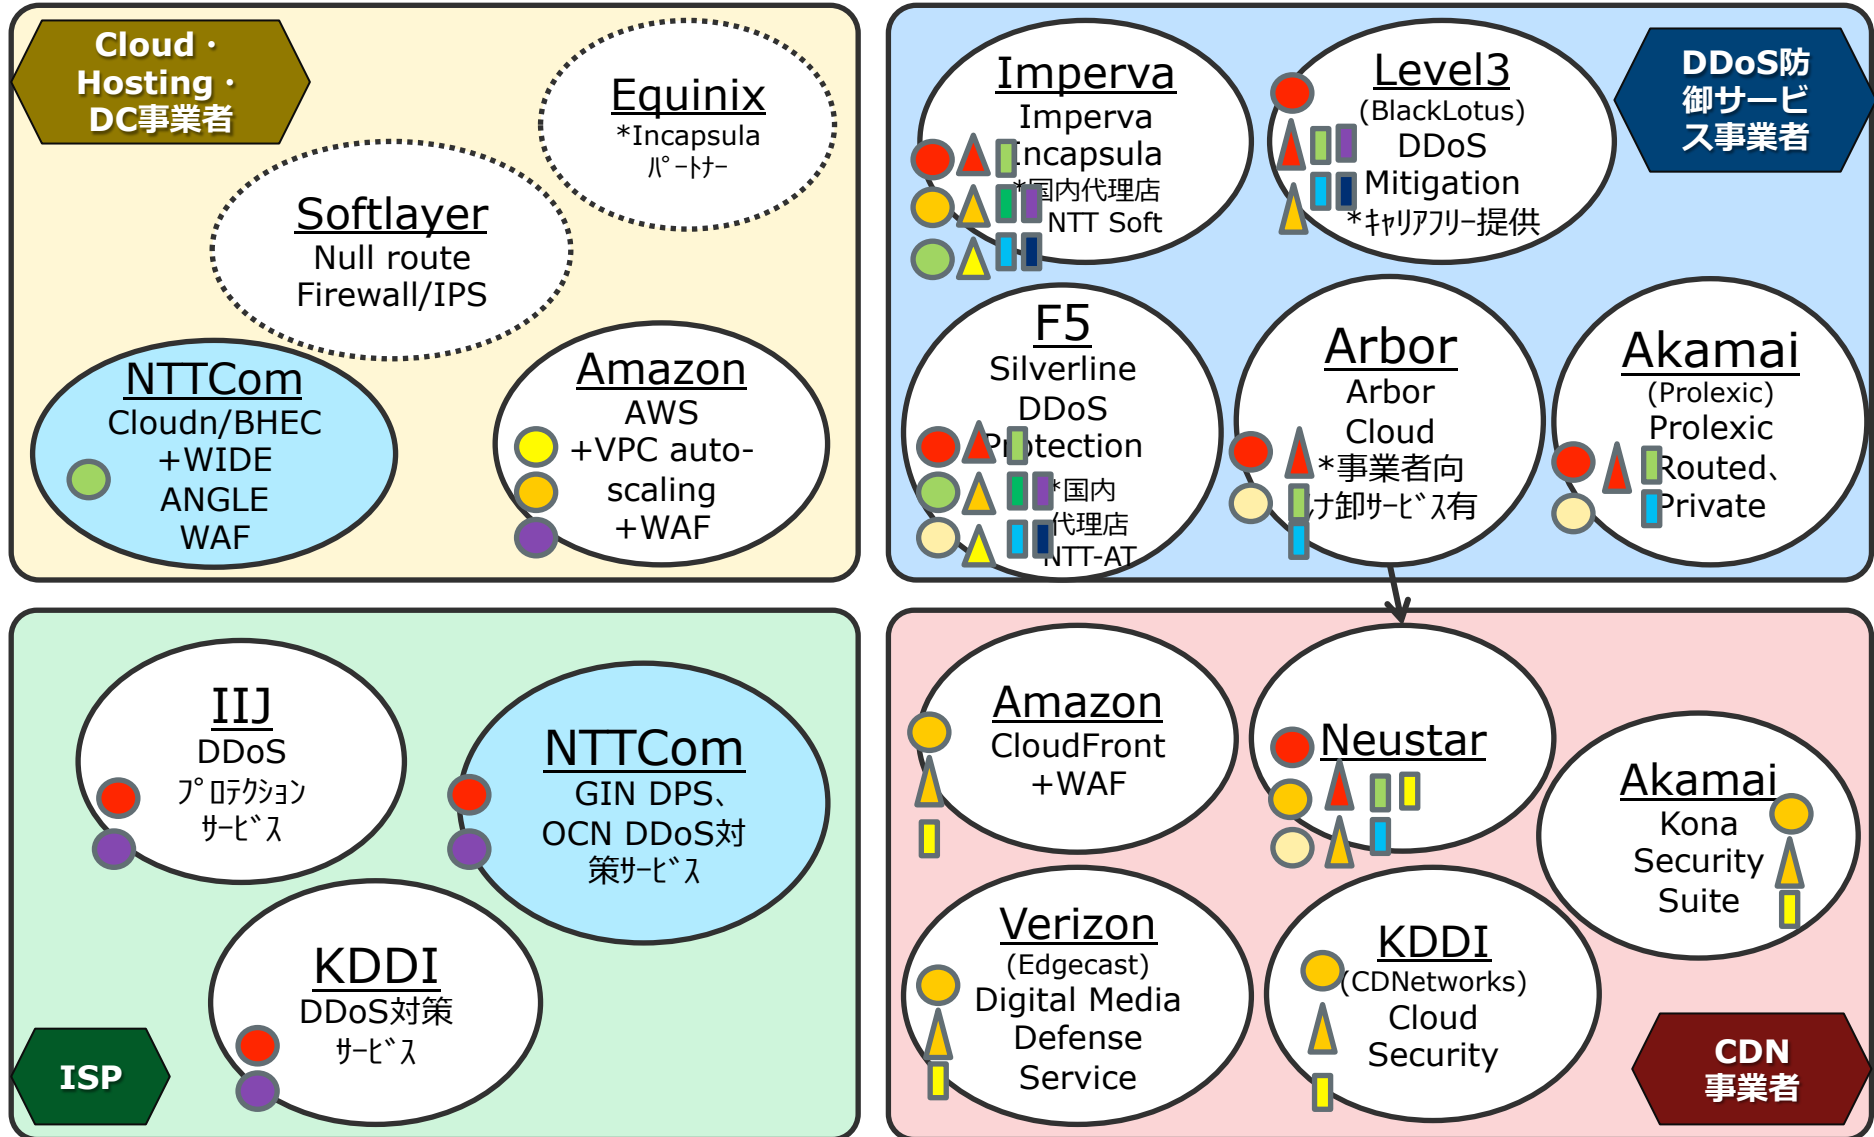 Cloud・
Hosting・
DC事業者
Equinix
*Incapsula
ﾊﾟｰﾄﾅｰ
Softlayer
Null route
Firewall/IPS
NTTCom
Cloudn/BHEC
+WIDE
ANGLE
WAF
Amazon
AWS
+VPC auto-
scaling
+WAF
DDoS防
御サービ
ス事業者
Imperva
Imperva
Incapsula
*国内代理店
NTT Soft
Level3
(BlackLotus)
DDoS
Mitigation
*ｷｬﾘｱﾌﾘｰ提供
F5
Silverline
DDoS
Protection
*国内
代理店
NTT-AT
Arbor
Arbor
Cloud
*事業者向
け卸ｻｰﾋﾞｽ有
Akamai
(Prolexic)
Prolexic
Routed、
Private
IIJ
DDoS
ﾌﾟﾛﾃｸｼｮﾝ
ｻｰﾋﾞｽ
NTTCom
GIN DPS、
OCN DDoS対
策ｻｰﾋﾞｽ
KDDI
DDoS対策
ｻｰﾋﾞｽ
ISP
Amazon
CloudFront
+WAF
Neustar
Akamai
Kona
Security
Suite
Verizon
(Edgecast)
Digital Media
Defense
Service
KDDI
(CDNetworks)
Cloud
Security
CDN
事業者